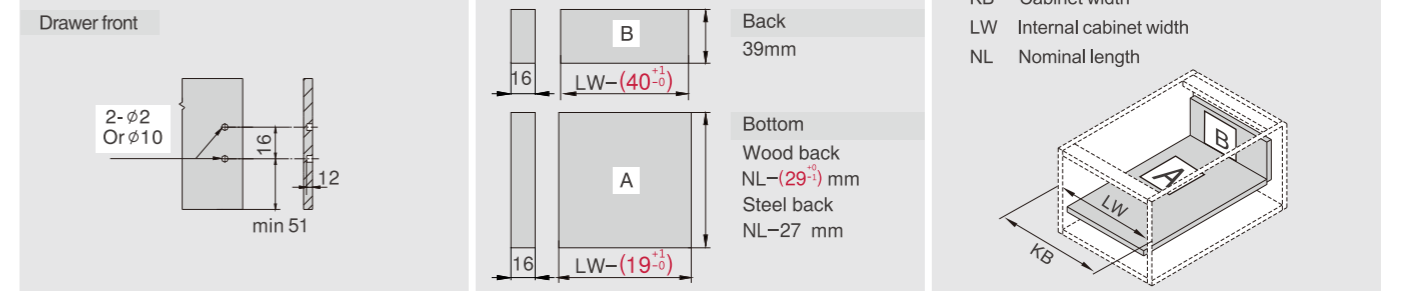 Drawer front
2-ø2
Or ø10
16
12
min 51
B
16
LW–(40+1-0)
Back
39mm
A
16
LW–(19+1-0)
Bottom
Wood back
NL–(29+0-1) mm
Steel back
NL–27 mm
KB Cabinet width
LW Internal cabinet width
NL Nominal length
B
A
LW
KB